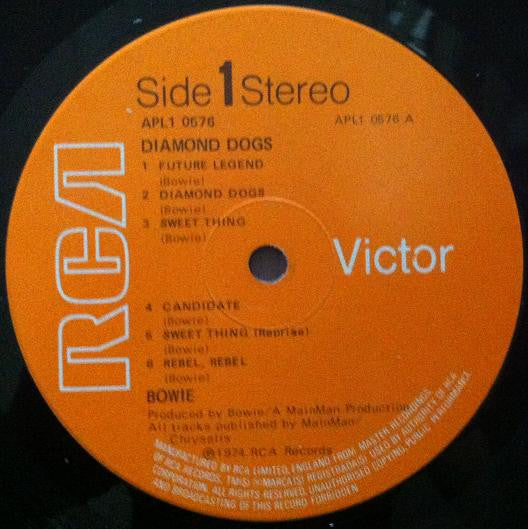 Side 1 Stereo
APL1 0576 APL1 0576 A
DIAMOND DOGS
1 FUTURE LEGEND
(Bowie)
2 DIAMOND DOGS
(Bowie)
3 SWEET THING
(Bowie)
RCA
Victor
4 CANDIDATE
(Bowie)
5 SWEET THING (Reprise)
(Bowie)
6 REBEL, REBEL
(Bowie)
BOWIE
Produced by Bowie/A MainMan Production
All tracks published by MainMan/
Chrysalis
℗ 1974 RCA Records
MANUFACTURED BY RCA LIMITED, ENGLAND FROM MASTER RECORDINGS
OF RCA RECORDS. TM(S) ® MARCA(S) REGISTRADA(S) USED BY AUTHORITY OF RCA
CORPORATION. ALL RIGHTS RESERVED. UNAUTHORISED COPYING, PUBLIC PERFORMANCE
AND BROADCASTING OF THIS RECORD FORBIDDEN